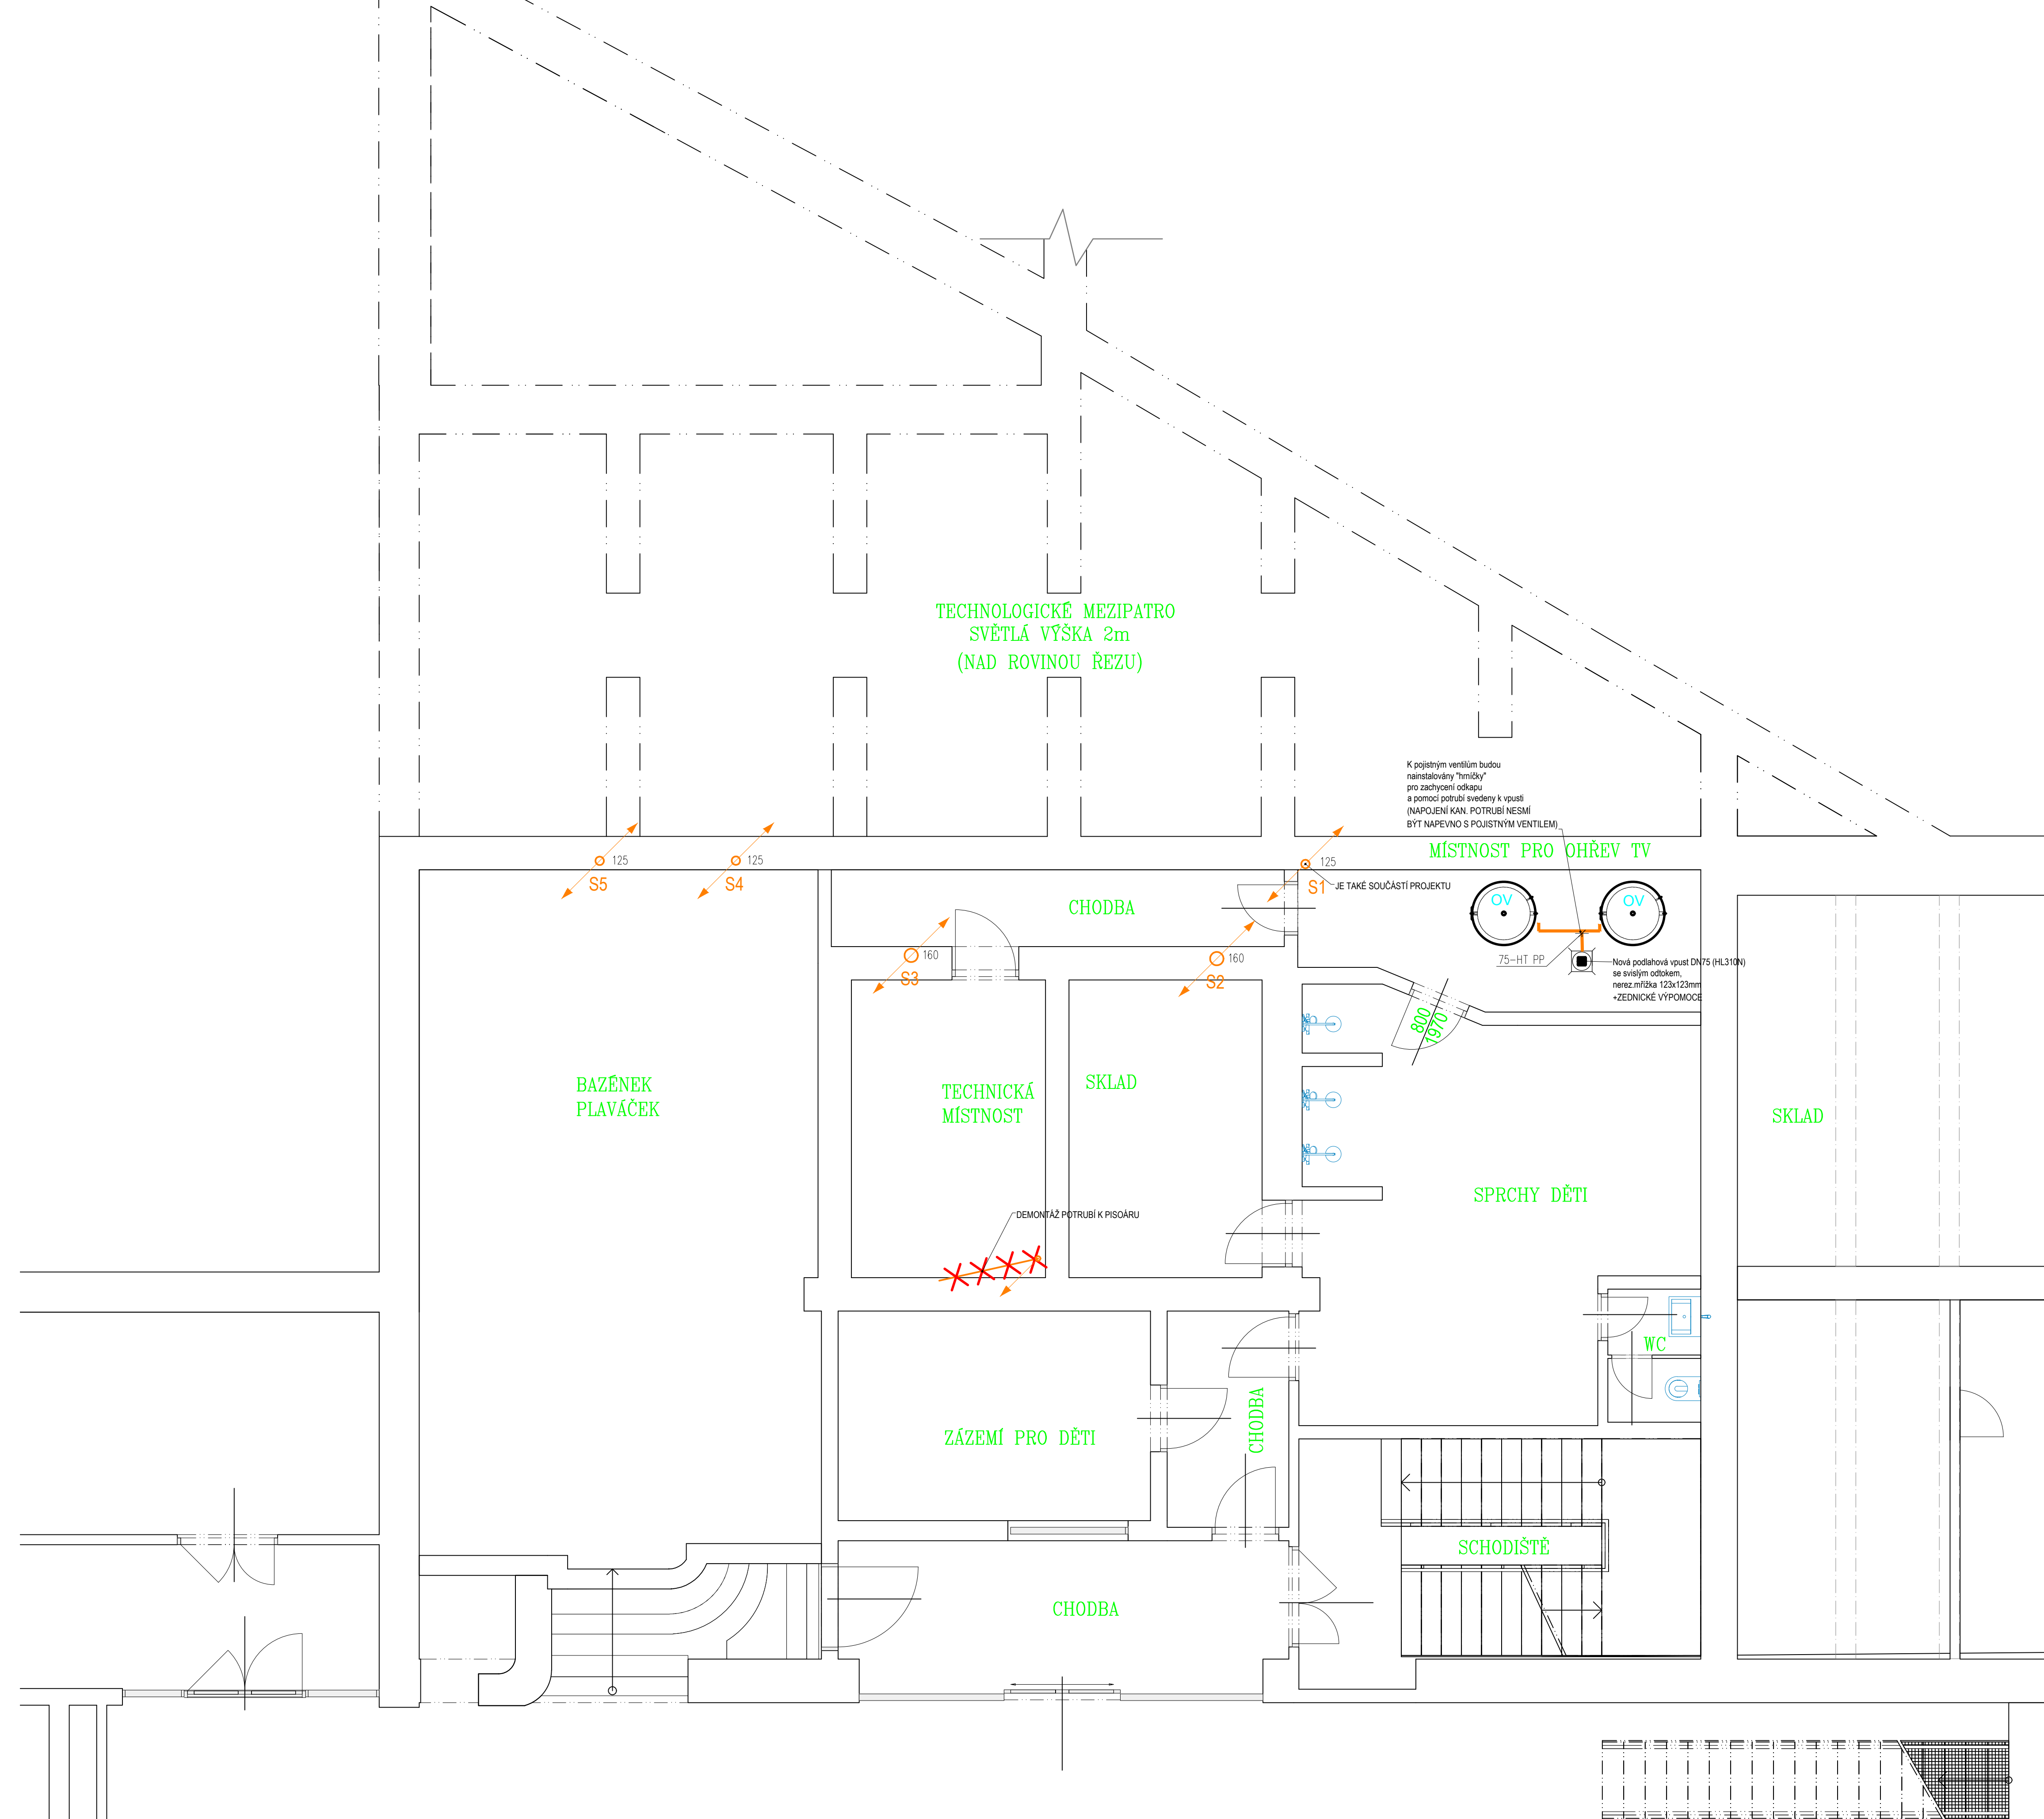 TECHNOLOGICKÉ MEZIPATRO
SVĚTLÁ VÝŠKA 2m
(NAD ROVINOU ŘEZU)
K pojistným ventilům budou
nainstalovány "hrníčky"
pro zachycení odkapu
a pomocí potrubí svedeny k vpusti
(NAPOJENÍ KAN. POTRUBÍ NESMÍ
BÝT NAPEVNO S POJISTNÝM VENTILEM)
MÍSTNOST PRO OHŘEV TV
125
S5
125
S4
125
S1
JE TAKÉ SOUČÁSTÍ PROJEKTU
CHODBA
OV
OV
160
S3
160
S2
75-HT PP
Nová podlahová vpust DN75 (HL310N)
se svislým odtokem,
nerez.mřížka 123x123mm
+ZEDNICKÉ VÝPOMOCE
800
1970
BAZÉNEK
PLAVÁČEK
TECHNICKÁ
MÍSTNOST
SKLAD
SKLAD
SPRCHY DĚTI
DEMONTÁŽ POTRUBÍ K PISOÁRU
WC
ZÁZEMÍ PRO DĚTI
CHODBA
SCHODIŠTĚ
CHODBA